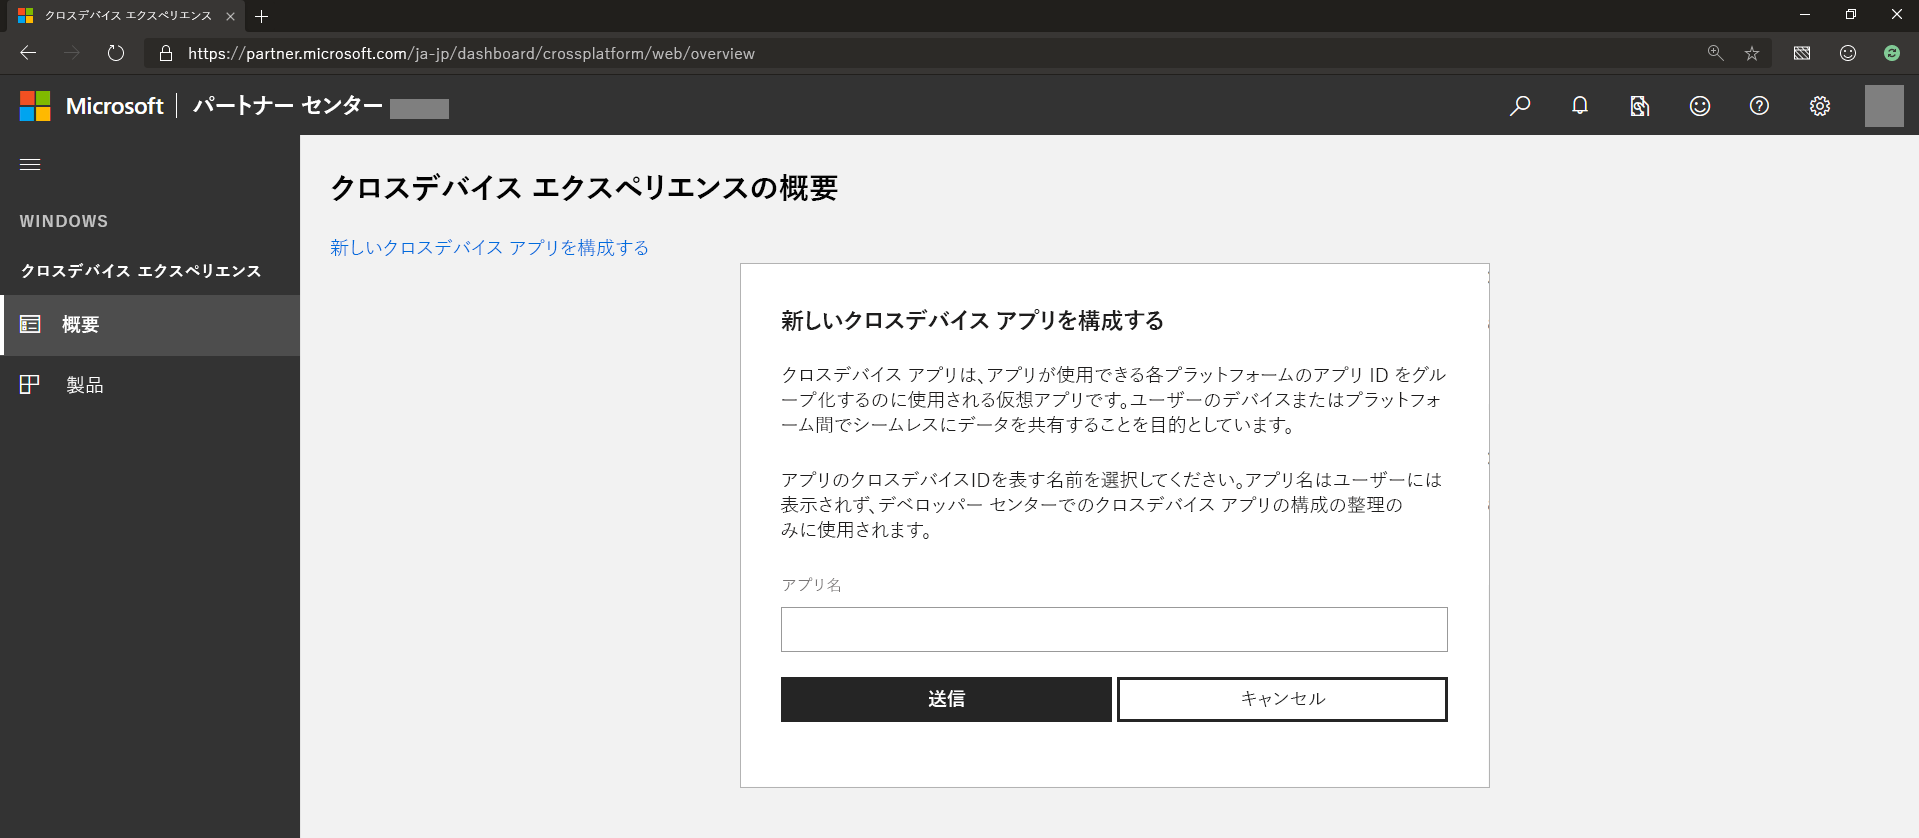 クロスデバイス エクスペリエンス
https://partner.microsoft.com/ja-jp/dashboard/crossplatform/web/overview
Microsoft パートナー センター
WINDOWS
クロスデバイス エクスペリエンス
概要
製品
クロスデバイス エクスペリエンスの概要
新しいクロスデバイス アプリを構成する
新しいクロスデバイス アプリを構成する
クロスデバイス アプリは、アプリが使用できる各プラットフォームのアプリ ID をグル
ープ化するのに使用される仮想アプリです。ユーザーのデバイスまたはプラットフォ
ーム間でシームレスにデータを共有することを目的としています。
アプリのクロスデバイスIDを表す名前を選択してください。アプリ名はユーザーには
表示されず、デベロッパー センターでのクロスデバイス アプリの構成の整理の
みに使用されます。
アプリ名
送信
キャンセル